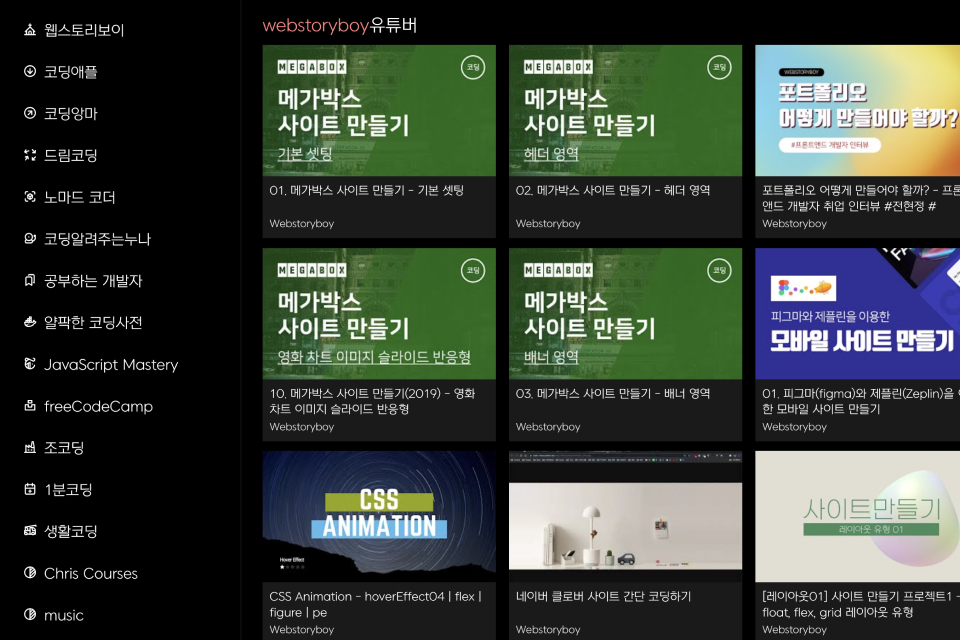 웹스토리보이
코딩애플
코딩앙마
드림코딩
노마드 코더
코딩알려주는누나
공부하는 개발자
얄팍한 코딩사전
JavaScript Mastery
freeCodeCamp
조코딩
1분코딩
생활코딩
Chris Courses
music
webstoryboy유튜버
MEGABOX
코딩
메가박스
사이트 만들기
기본 셋팅
01. 메가박스 사이트 만들기 - 기본 셋팅
Webstoryboy
MEGABOX
코딩
메가박스
사이트 만들기
헤더 영역
02. 메가박스 사이트 만들기 - 헤더 영역
Webstoryboy
WEBSTORYBOY
포트폴리오
어떻게 만들어야 할까?
#프론트엔드 개발자 인터뷰
포트폴리오 어떻게 만들어야 할까? - 프론
앤드 개발자 취업 인터뷰 #전현정 #
Webstoryboy
MEGABOX
코딩
메가박스
사이트 만들기
영화 차트 이미지 슬라이드 반응형
10. 메가박스 사이트 만들기(2019) - 영화
차트 이미지 슬라이드 반응형
Webstoryboy
MEGABOX
코딩
메가박스
사이트 만들기
배너 영역
03. 메가박스 사이트 만들기 - 배너 영역
Webstoryboy
피그마와 제플린을 이용한
모바일 사이트 만들기
01. 피그마(figma)와 제플린(Zeplin)을
한 모바일 사이트 만들기
Webstoryboy
CSS
ANIMATION
Hover Effect
CSS Animation - hoverEffect04 | flex |
figure | pe
Webstoryboy
네이버 클로버 사이트 간단 코딩하기
Webstoryboy
사이트만들기
레이아웃 유형 01
[레이아웃01] 사이트 만들기 프로젝트1 -
float, flex, grid 레이아웃 유형
Webstoryboy